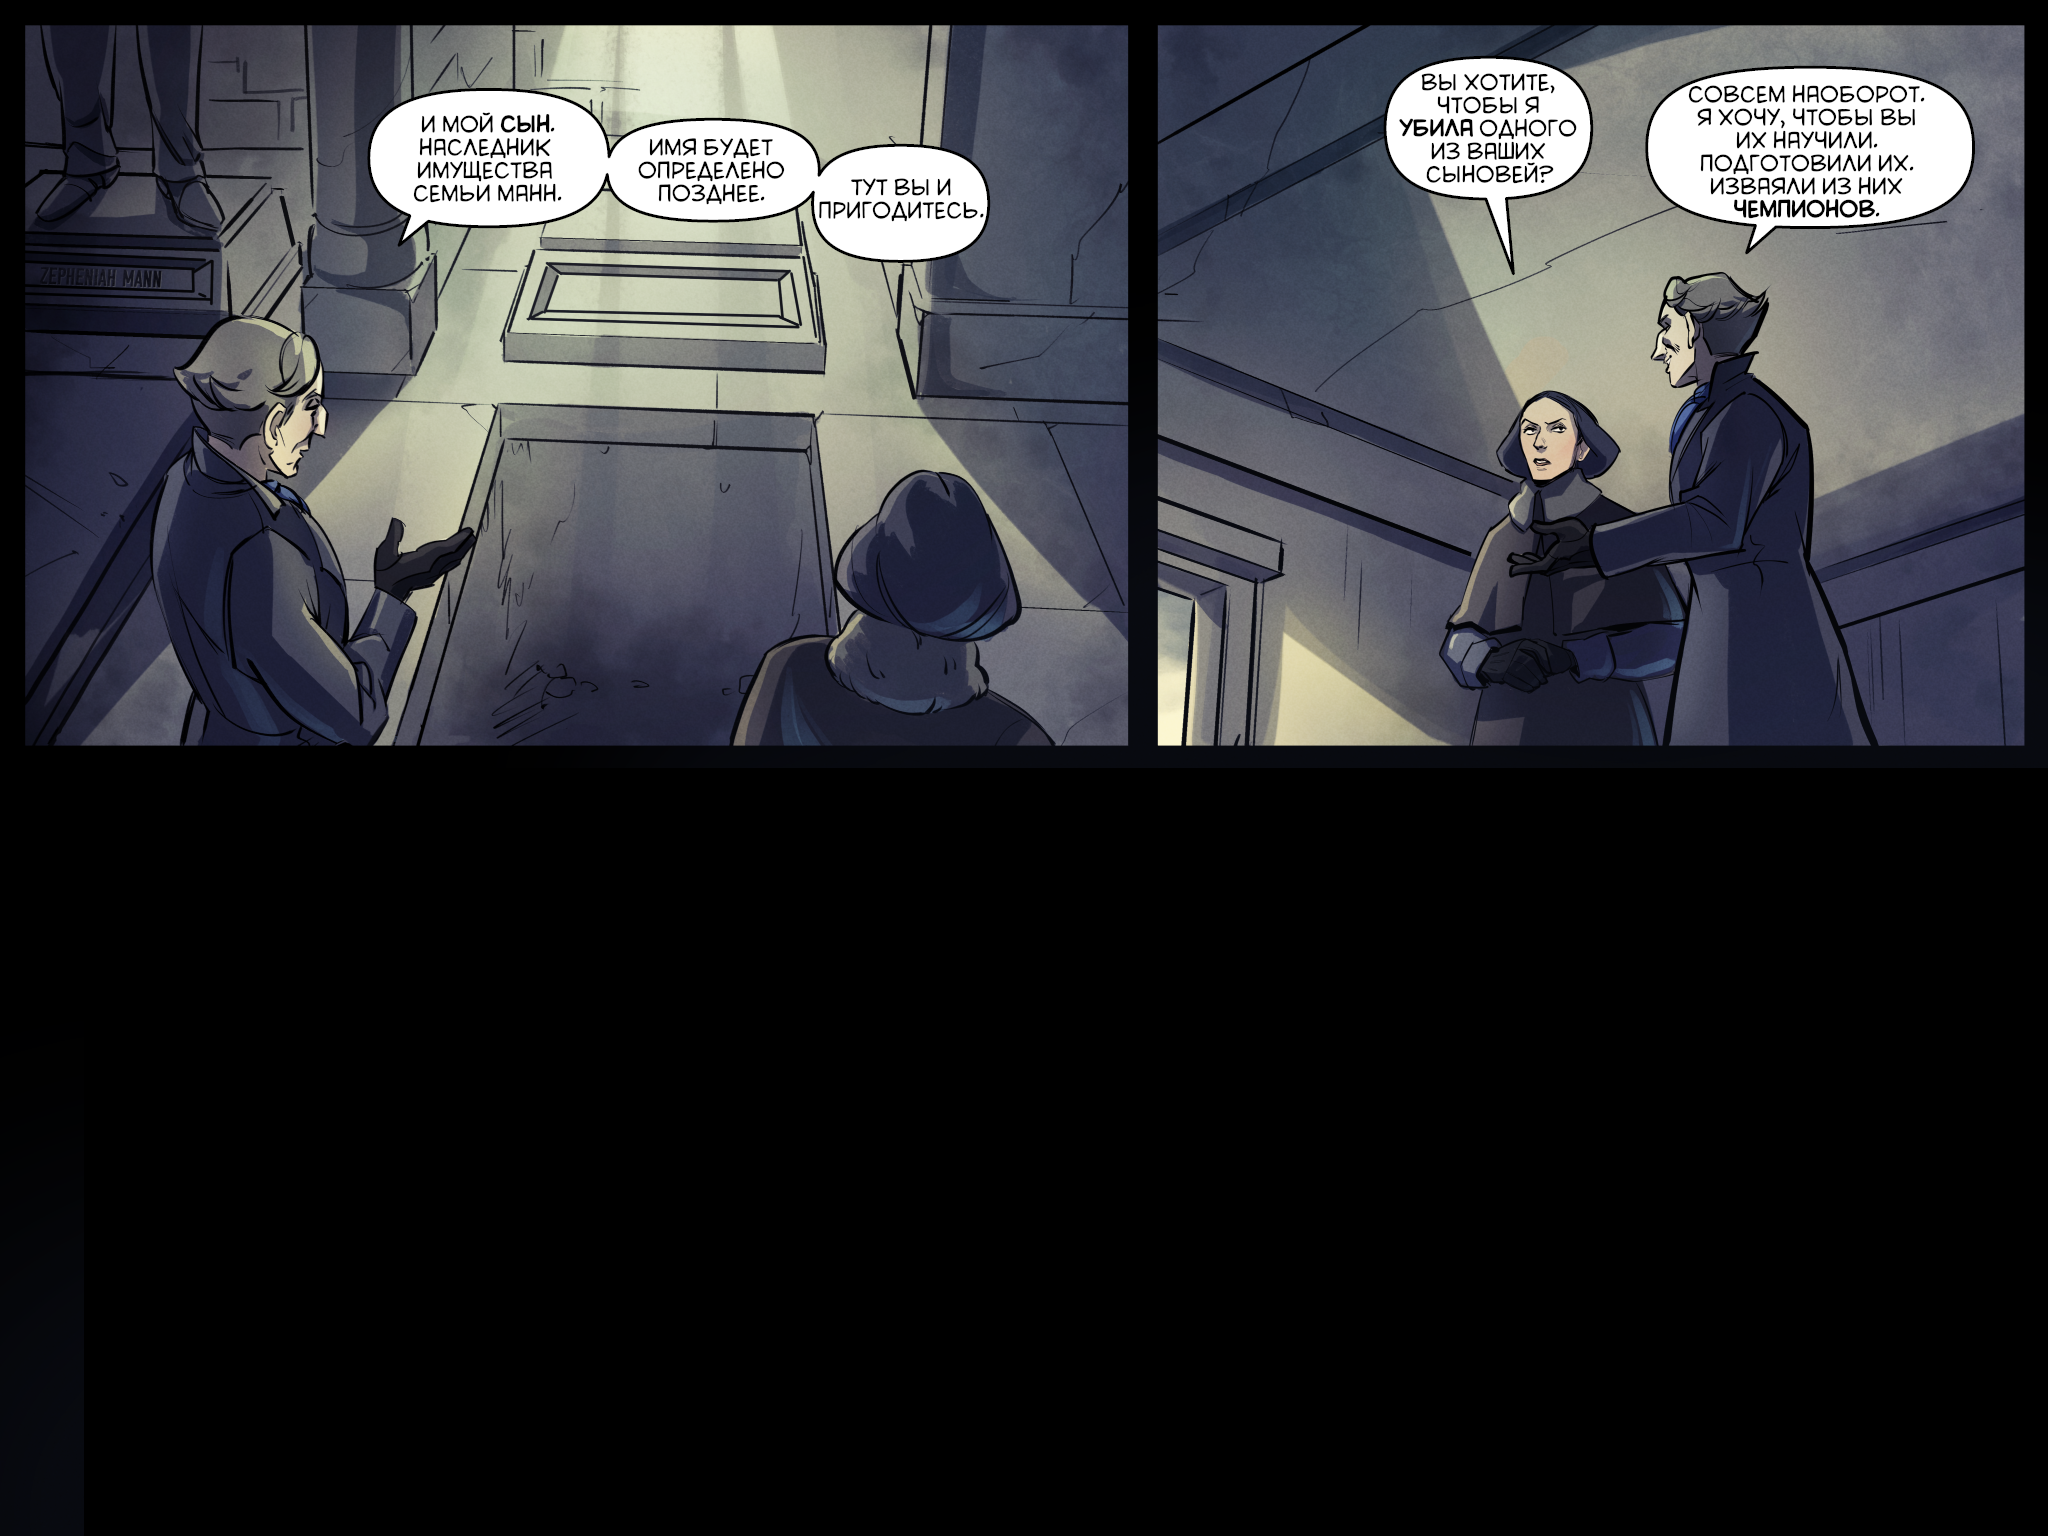 И МОЙ СЫН.
НАСЛЕДНИК
ИМУЩЕСТВА
СЕМЬИ МАНН.
ИМЯ БУДЕТ
ОПРЕДЕЛЕНО
ПОЗДНЕЕ.
ТУТ ВЫ И
ПРИГОДИТЕСЬ.
ZEPHENIAH MANN
ВЫ ХОТИТЕ,
ЧТОБЫ Я
УБИЛА ОДНОГО
ИЗ ВАШИХ
СЫНОВЕЙ?
СОВСЕМ НАОБОРОТ.
Я ХОЧУ, ЧТОБЫ ВЫ
ИХ НАУЧИЛИ.
ПОДГОТОВИЛИ ИХ.
ИЗВАЯЛИ ИЗ НИХ
ЧЕМПИОНОВ.